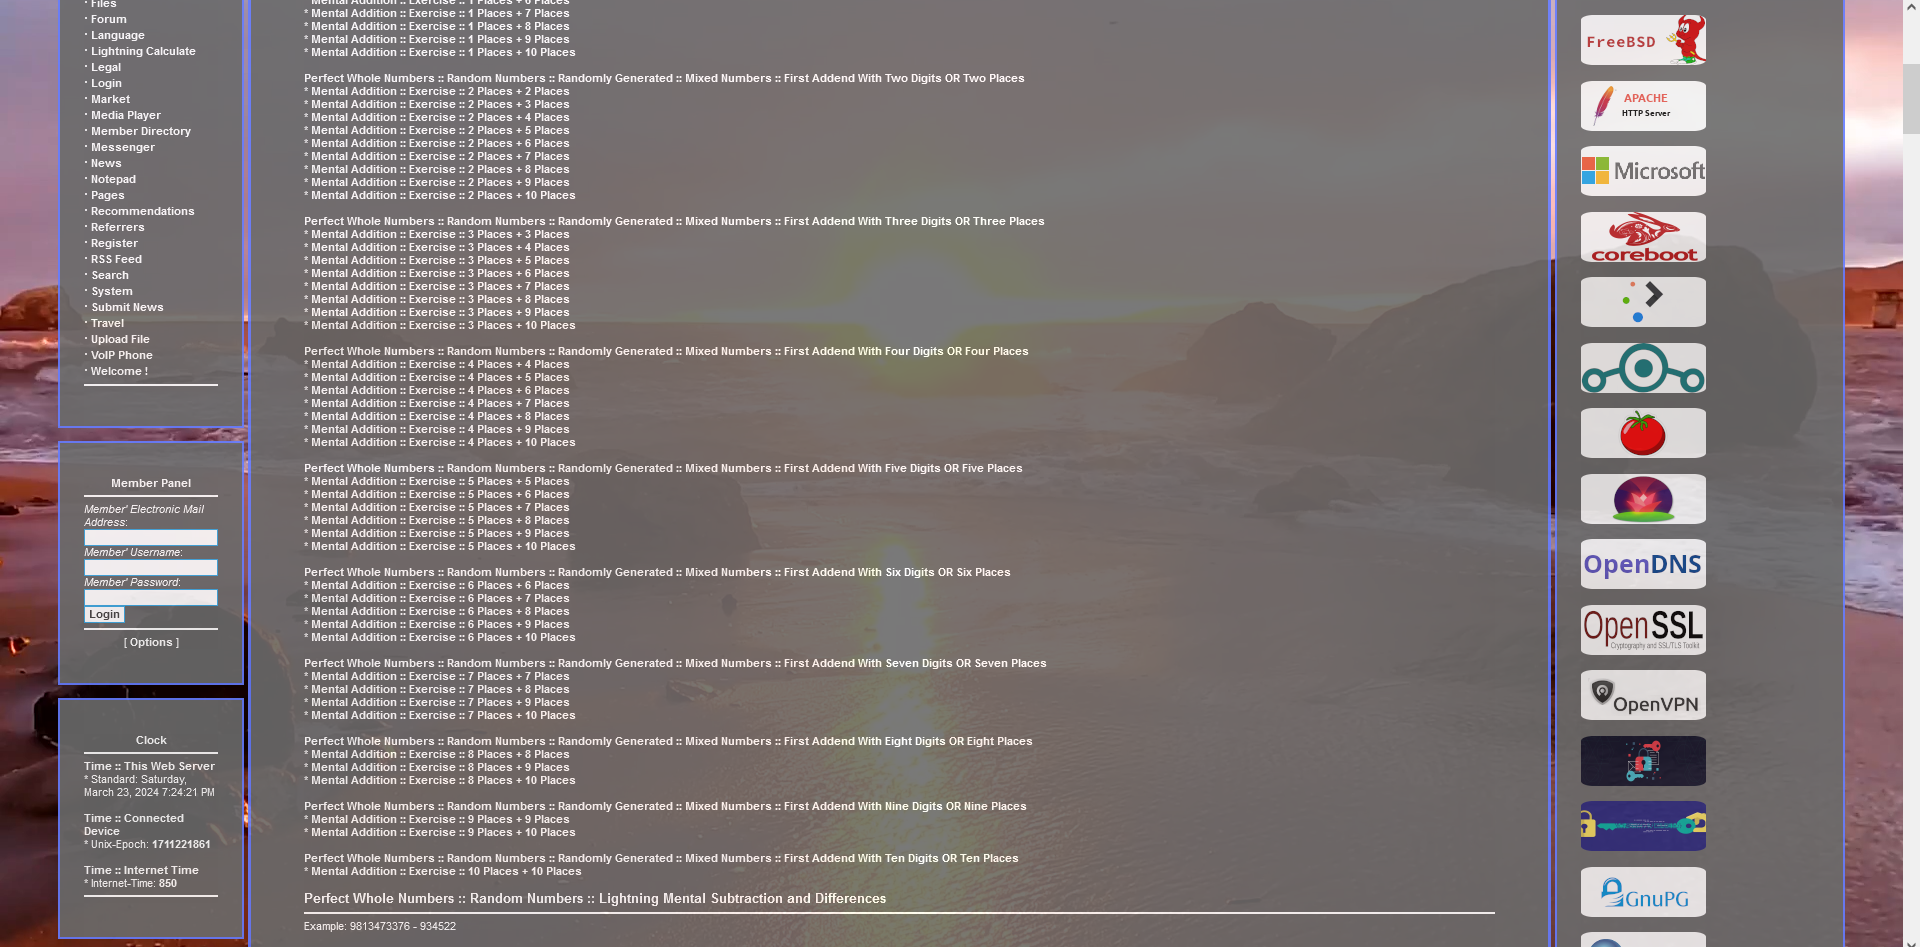 · Files
· Forum
· Language
· Lightning Calculate
· Legal
· Login
· Market
· Media Player
· Member Directory
· Messenger
· News
· Notepad
· Pages
· Recommendations
· Referrers
· Register
· RSS Feed
· Search
· System
· Submit News
· Travel
· Upload File
· VoIP Phone
· Welcome !
Member Panel
Member' Electronic Mail
Address:
Member' Username:
Member' Password:
Login
[ Options ]
Clock
Time :: This Web Server
* Standard: Saturday,
March 23, 2024 7:24:21 PM
Time :: Connected
Device
* Unix-Epoch: 1711221861
Time :: Internet Time
* Internet-Time: 850
* Mental Addition :: Exercise :: 1 Places + 6 Places
* Mental Addition :: Exercise :: 1 Places + 7 Places
* Mental Addition :: Exercise :: 1 Places + 8 Places
* Mental Addition :: Exercise :: 1 Places + 9 Places
* Mental Addition :: Exercise :: 1 Places + 10 Places
Perfect Whole Numbers :: Random Numbers :: Randomly Generated :: Mixed Numbers :: First Addend With Two Digits OR Two Places
* Mental Addition :: Exercise :: 2 Places + 2 Places
* Mental Addition :: Exercise :: 2 Places + 3 Places
* Mental Addition :: Exercise :: 2 Places + 4 Places
* Mental Addition :: Exercise :: 2 Places + 5 Places
* Mental Addition :: Exercise :: 2 Places + 6 Places
* Mental Addition :: Exercise :: 2 Places + 7 Places
* Mental Addition :: Exercise :: 2 Places + 8 Places
* Mental Addition :: Exercise :: 2 Places + 9 Places
* Mental Addition :: Exercise :: 2 Places + 10 Places
Perfect Whole Numbers :: Random Numbers :: Randomly Generated :: Mixed Numbers :: First Addend With Three Digits OR Three Places
* Mental Addition :: Exercise :: 3 Places + 3 Places
* Mental Addition :: Exercise :: 3 Places + 4 Places
* Mental Addition :: Exercise :: 3 Places + 5 Places
* Mental Addition :: Exercise :: 3 Places + 6 Places
* Mental Addition :: Exercise :: 3 Places + 7 Places
* Mental Addition :: Exercise :: 3 Places + 8 Places
* Mental Addition :: Exercise :: 3 Places + 9 Places
* Mental Addition :: Exercise :: 3 Places + 10 Places
Perfect Whole Numbers :: Random Numbers :: Randomly Generated :: Mixed Numbers :: First Addend With Four Digits OR Four Places
* Mental Addition :: Exercise :: 4 Places + 4 Places
* Mental Addition :: Exercise :: 4 Places + 5 Places
* Mental Addition :: Exercise :: 4 Places + 6 Places
* Mental Addition :: Exercise :: 4 Places + 7 Places
* Mental Addition :: Exercise :: 4 Places + 8 Places
* Mental Addition :: Exercise :: 4 Places + 9 Places
* Mental Addition :: Exercise :: 4 Places + 10 Places
Perfect Whole Numbers :: Random Numbers :: Randomly Generated :: Mixed Numbers :: First Addend With Five Digits OR Five Places
* Mental Addition :: Exercise :: 5 Places + 5 Places
* Mental Addition :: Exercise :: 5 Places + 6 Places
* Mental Addition :: Exercise :: 5 Places + 7 Places
* Mental Addition :: Exercise :: 5 Places + 8 Places
* Mental Addition :: Exercise :: 5 Places + 9 Places
* Mental Addition :: Exercise :: 5 Places + 10 Places
Perfect Whole Numbers :: Random Numbers :: Randomly Generated :: Mixed Numbers :: First Addend With Six Digits OR Six Places
* Mental Addition :: Exercise :: 6 Places + 6 Places
* Mental Addition :: Exercise :: 6 Places + 7 Places
* Mental Addition :: Exercise :: 6 Places + 8 Places
* Mental Addition :: Exercise :: 6 Places + 9 Places
* Mental Addition :: Exercise :: 6 Places + 10 Places
Perfect Whole Numbers :: Random Numbers :: Randomly Generated :: Mixed Numbers :: First Addend With Seven Digits OR Seven Places
* Mental Addition :: Exercise :: 7 Places + 7 Places
* Mental Addition :: Exercise :: 7 Places + 8 Places
* Mental Addition :: Exercise :: 7 Places + 9 Places
* Mental Addition :: Exercise :: 7 Places + 10 Places
Perfect Whole Numbers :: Random Numbers :: Randomly Generated :: Mixed Numbers :: First Addend With Eight Digits OR Eight Places
* Mental Addition :: Exercise :: 8 Places + 8 Places
* Mental Addition :: Exercise :: 8 Places + 9 Places
* Mental Addition :: Exercise :: 8 Places + 10 Places
Perfect Whole Numbers :: Random Numbers :: Randomly Generated :: Mixed Numbers :: First Addend With Nine Digits OR Nine Places
* Mental Addition :: Exercise :: 9 Places + 9 Places
* Mental Addition :: Exercise :: 9 Places + 10 Places
Perfect Whole Numbers :: Random Numbers :: Randomly Generated :: Mixed Numbers :: First Addend With Ten Digits OR Ten Places
* Mental Addition :: Exercise :: 10 Places + 10 Places
Perfect Whole Numbers :: Random Numbers :: Lightning Mental Subtraction and Differences
Example: 9813473376 - 934522
FreeBSD
APACHE
HTTP Server
Microsoft
coreboot
OpenDNS
OpenSSL
Cryptography and SSL/TLS Toolkit
OpenVPN
GnuPG